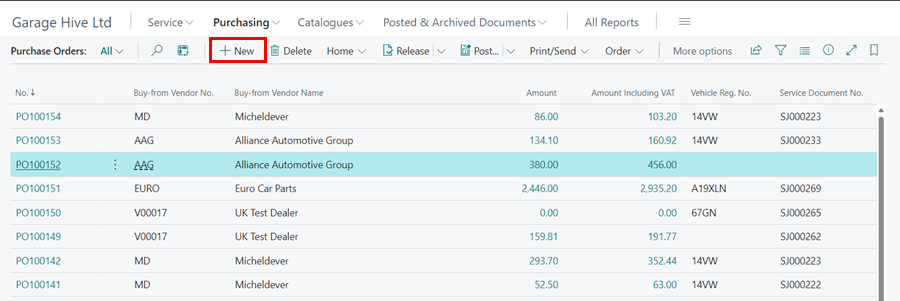 Garage Hive Ltd Service Purchasing Catalogues Posted & Archived Documents All Reports
Purchase Orders: All New Delete Home Release Post... Print/Send Order More options
No. ↓ Buy-from Vendor No. Buy-from Vendor Name Amount Amount Including VAT Vehicle Reg. No. Service Document No.
PO100154 MD Micheldever 86.00 103.20 14VW SJ000223
PO100153 AAG Alliance Automotive Group 134.10 160.92 14VW SJ000233
PO100152 AAG Alliance Automotive Group 380.00 456.00
PO100151 EURO Euro Car Parts 2,446.00 2,935.20 A19XLN SJ000269
PO100150 V00017 UK Test Dealer 0.00 0.00 67GN SJ000265
PO100149 V00017 UK Test Dealer 159.81 191.77 SJ000262
PO100142 MD Micheldever 293.70 352.44 14VW SJ000223
PO100141 MD Micheldever 52.50 63.00 14VW SJ000222